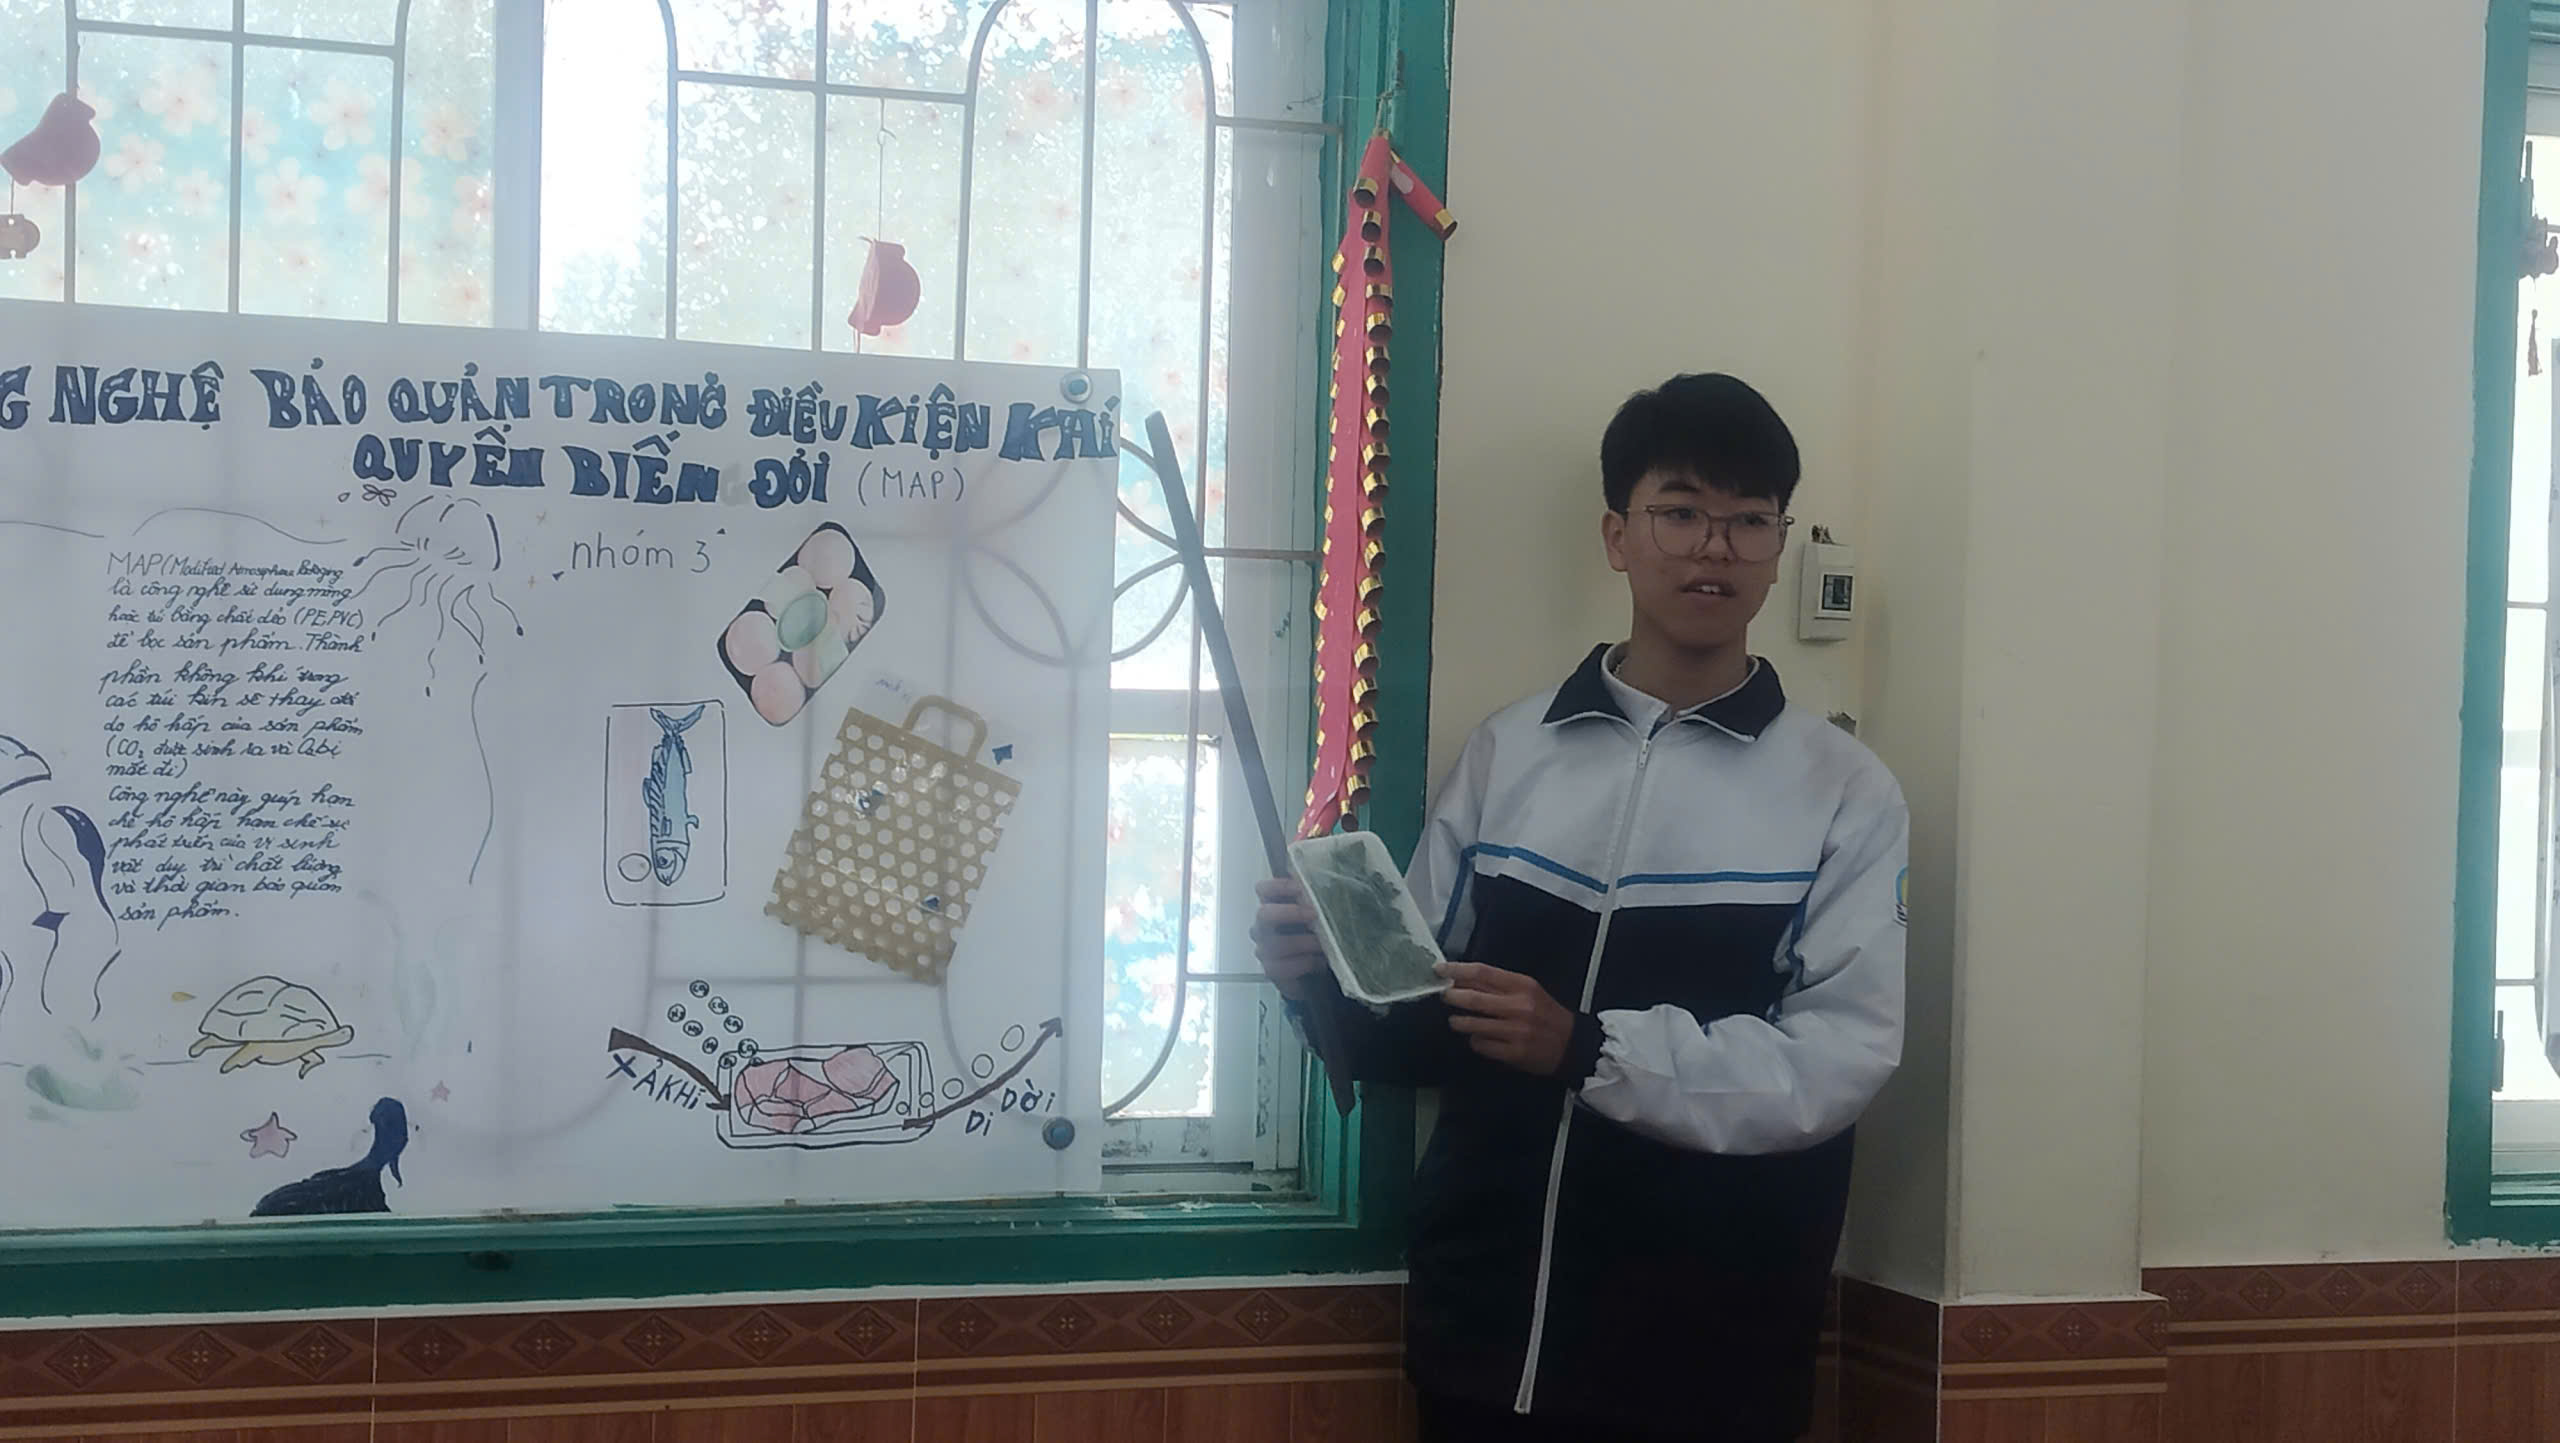 G NGHỆ BẢO QUẢN TRONG ĐIỀU KIỆN KHÍ
QUYỂN BIẾN ĐỔI (MAP)
nhóm 3
MAP (Modified Atmosphere Packaging
là công nghệ sử dụng màng
hoặc túi bằng chất dẻo (PE, PVC)
để bọc sản phẩm. Thành
phần không khí trong
các túi kín sẽ thay đổi
do hô hấp của sản phẩm
(CO₂ được sinh ra và O₂ bị
mất đi)
Công nghệ này giúp hạn
chế hô hấp hạn chế sự
phát triển của vi sinh
vật duy trì chất lượng
và thời gian bảo quản
sản phẩm.
XẢ KHÍ
Di
Dời